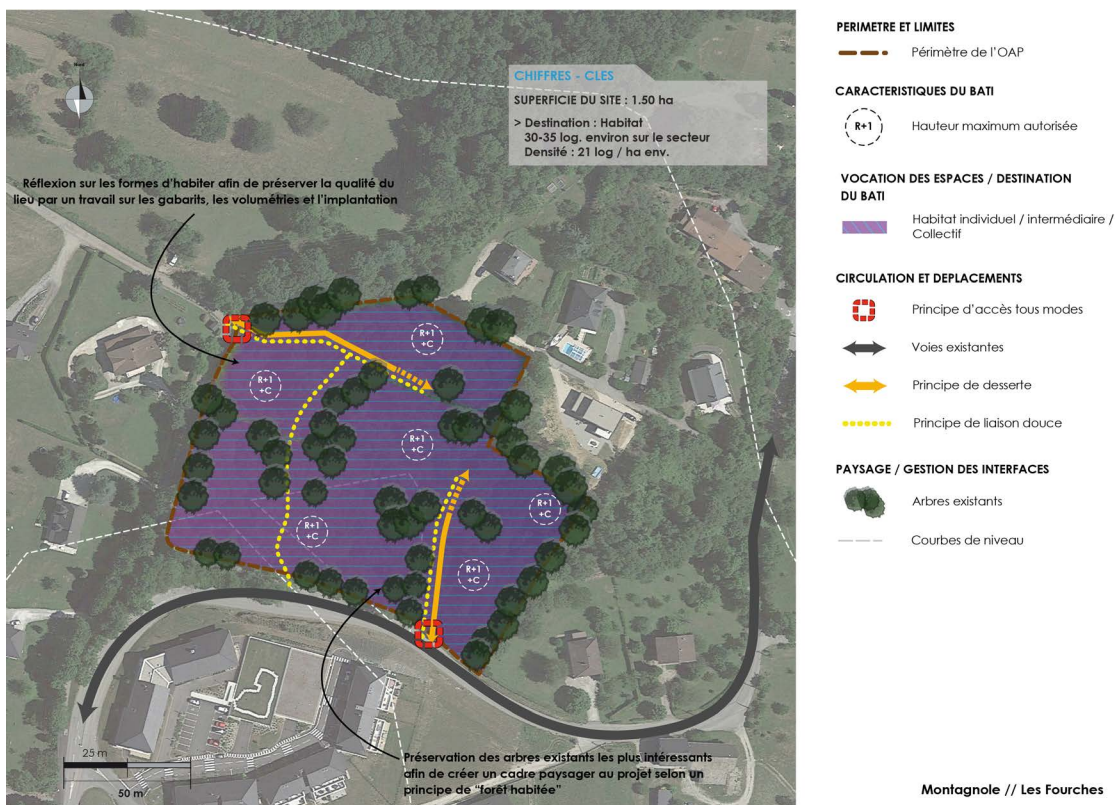 CHIFFRES - CLES
SUPERFICIE DU SITE : 1.50 ha
> Destination : Habitat
30-35 log. environ sur le secteur
Densité : 21 log / ha env.
Nord
Réflexion sur les formes d'habiter afin de préserver la qualité du
lieu par un travail sur les gabarits, les volumétries et l'implantation
R+1
+C
R+1
+C
R+1
+C
R+1
+C
R+1
+C
R+1
+C
Préservation des arbres existants les plus intéressants
afin de créer un cadre paysager au projet selon un
principe de "forêt habitée"
25 m
50 m
PERIMETRE ET LIMITES
Périmètre de l'OAP
CARACTERISTIQUES DU BATI
R+1
Hauteur maximum autorisée
VOCATION DES ESPACES / DESTINATION
DU BATI
Habitat individuel / intermédiaire /
Collectif
CIRCULATION ET DEPLACEMENTS
Principe d'accès tous modes
Voies existantes
Principe de desserte
Principe de liaison douce
PAYSAGE / GESTION DES INTERFACES
Arbres existants
Courbes de niveau
Montagnole // Les Fourches